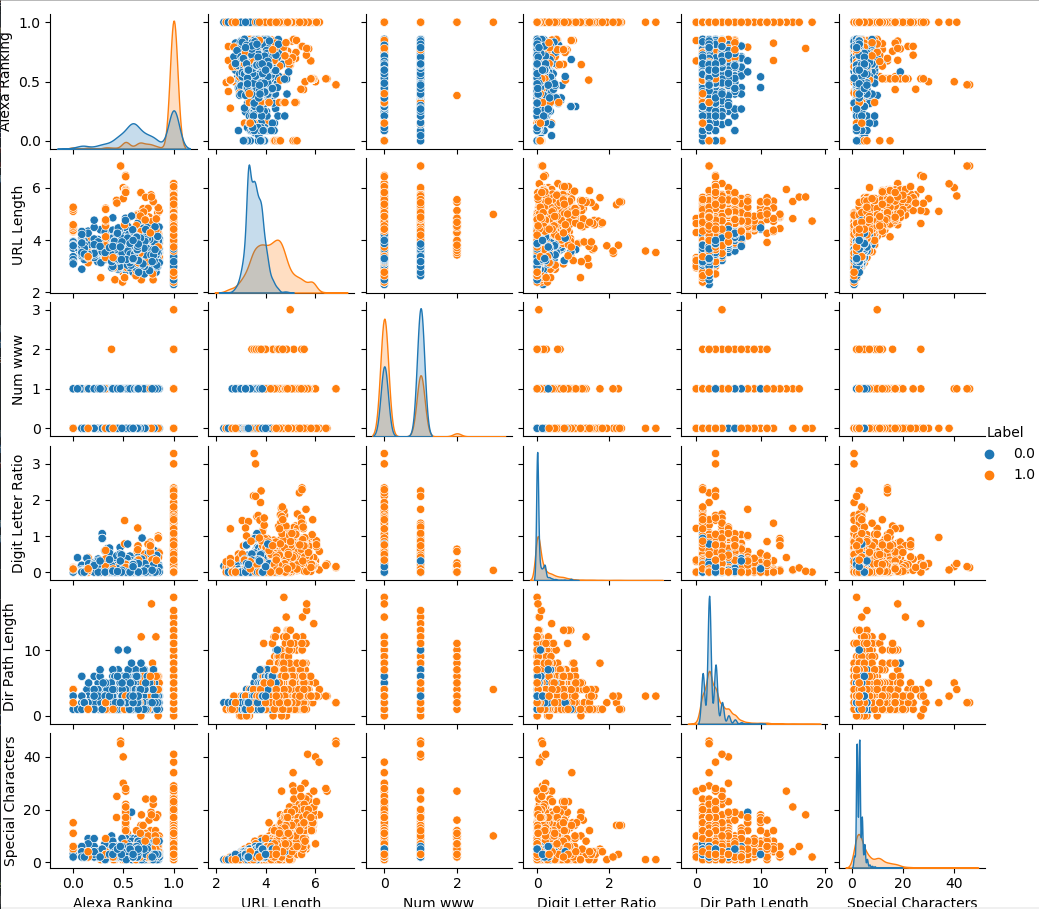 Alexa Ranking
1.0
0.5
0.0
URL Length
6
4
2
Num www
3
2
1
0
Label
0.0
1.0
Digit Letter Ratio
3
2
1
0
Dir Path Length
10
0
Special Characters
40
20
0
0.0 0.5 1.0 2 4 6 0 2 0 2 0 10 20 0 20 40
Alexa Ranking URL Length Num www Digit Letter Ratio Dir Path Length Special Characters